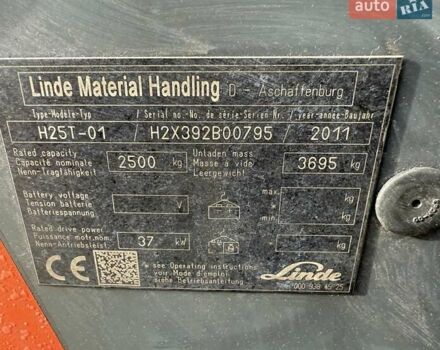 auto RIA
Linde Material Handling D - Aschaffenburg
Type-Modèle-Typ / Serial no.-No. de série-Serien-Nr. / year-année-Baujahr
H25T-01 / H2X392B00795 / 2011
Rated capacity
Capacité nominale 2500 kg
Nenn-Tragfähigkeit
Unladen mass
Masse à vide 3695 kg
Leergewicht
Battery voltage
Tension batterie V
Batteriespannung
max. kg
*
min. kg
Rated drive power
Puissance motr.nom. 37 kW
Nenn-Antriebsleist.
* kg
CE
* see Operating instructions
voir Mode d'emploi
siehe Betriebsanleitung
Linde